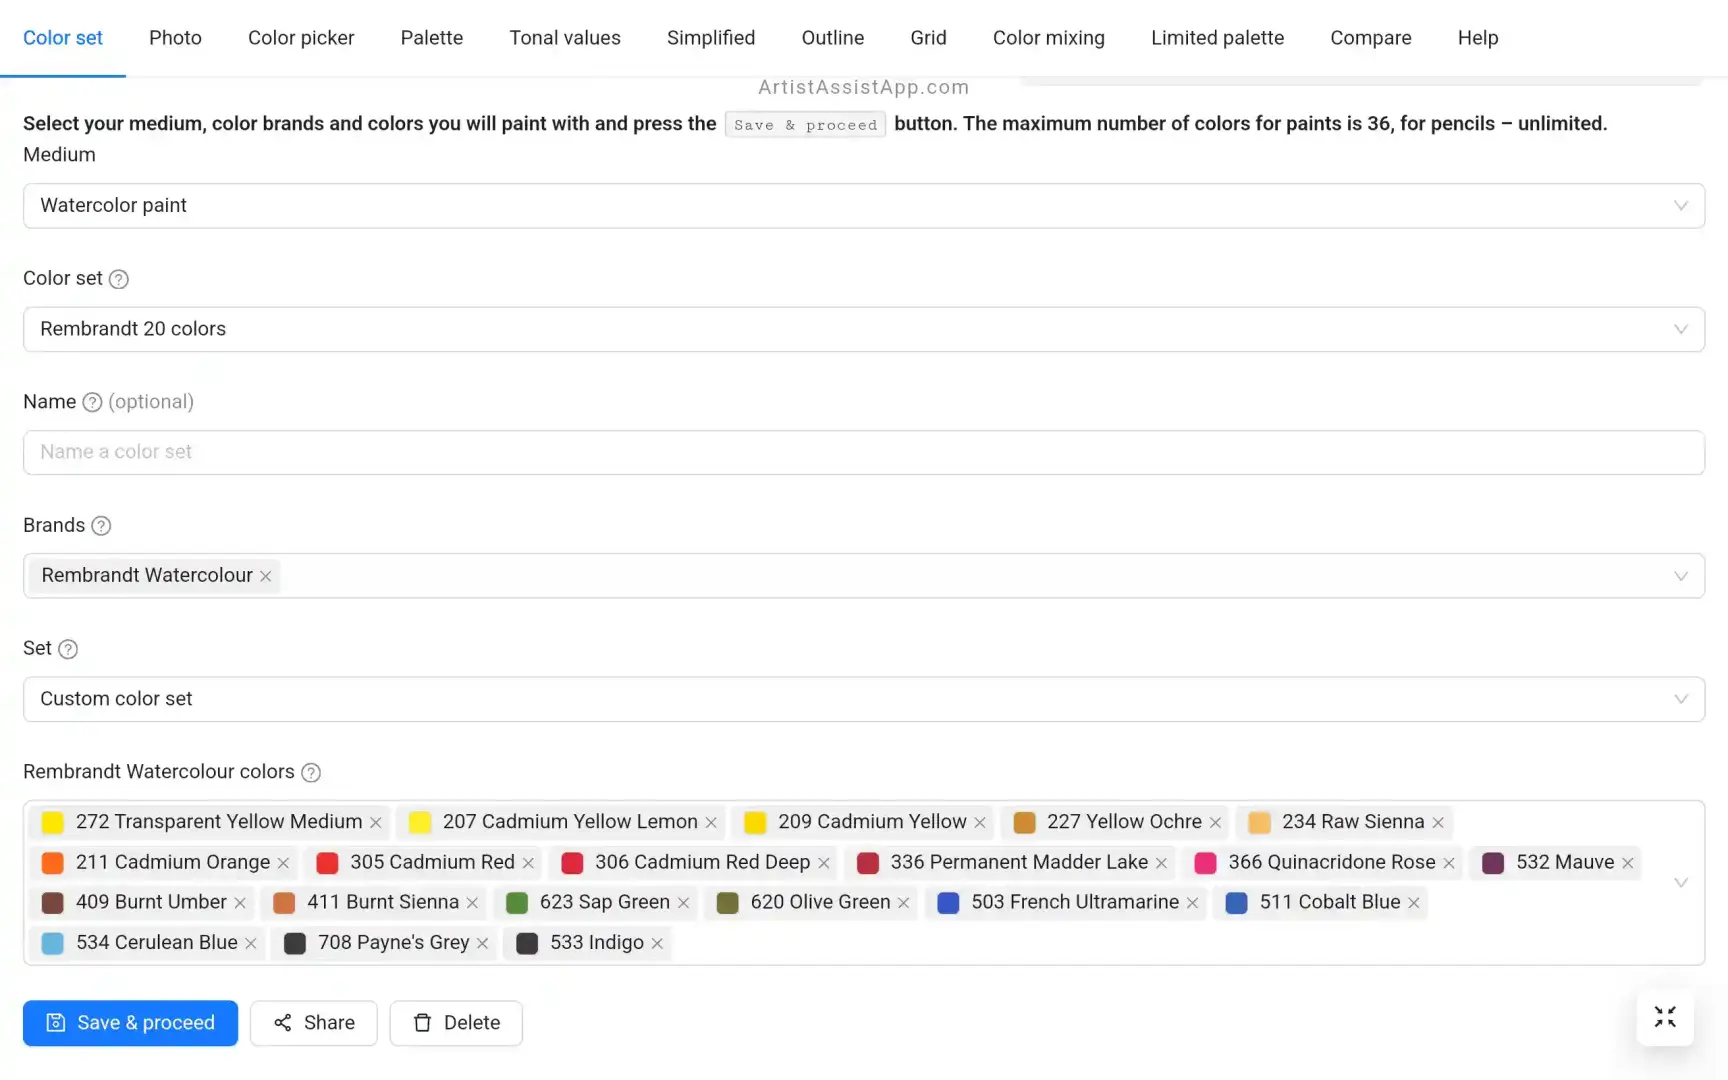 Color set Photo Color picker Palette Tonal values Simplified Outline Grid Color mixing Limited palette Compare Help
ArtistAssistApp.com
Select your medium, color brands and colors you will paint with and press the Save & proceed button. The maximum number of colors for paints is 36, for pencils – unlimited.
Medium
Watercolor paint
Color set
Rembrandt 20 colors
Name (optional)
Name a color set
Brands
Rembrandt Watercolour
Set
Custom color set
Rembrandt Watercolour colors
272 Transparent Yellow Medium 207 Cadmium Yellow Lemon 209 Cadmium Yellow 227 Yellow Ochre 234 Raw Sienna
211 Cadmium Orange 305 Cadmium Red 306 Cadmium Red Deep 336 Permanent Madder Lake 366 Quinacridone Rose 532 Mauve
409 Burnt Umber 411 Burnt Sienna 623 Sap Green 620 Olive Green 503 French Ultramarine 511 Cobalt Blue
534 Cerulean Blue 708 Payne's Grey 533 Indigo
Save & proceed Share Delete